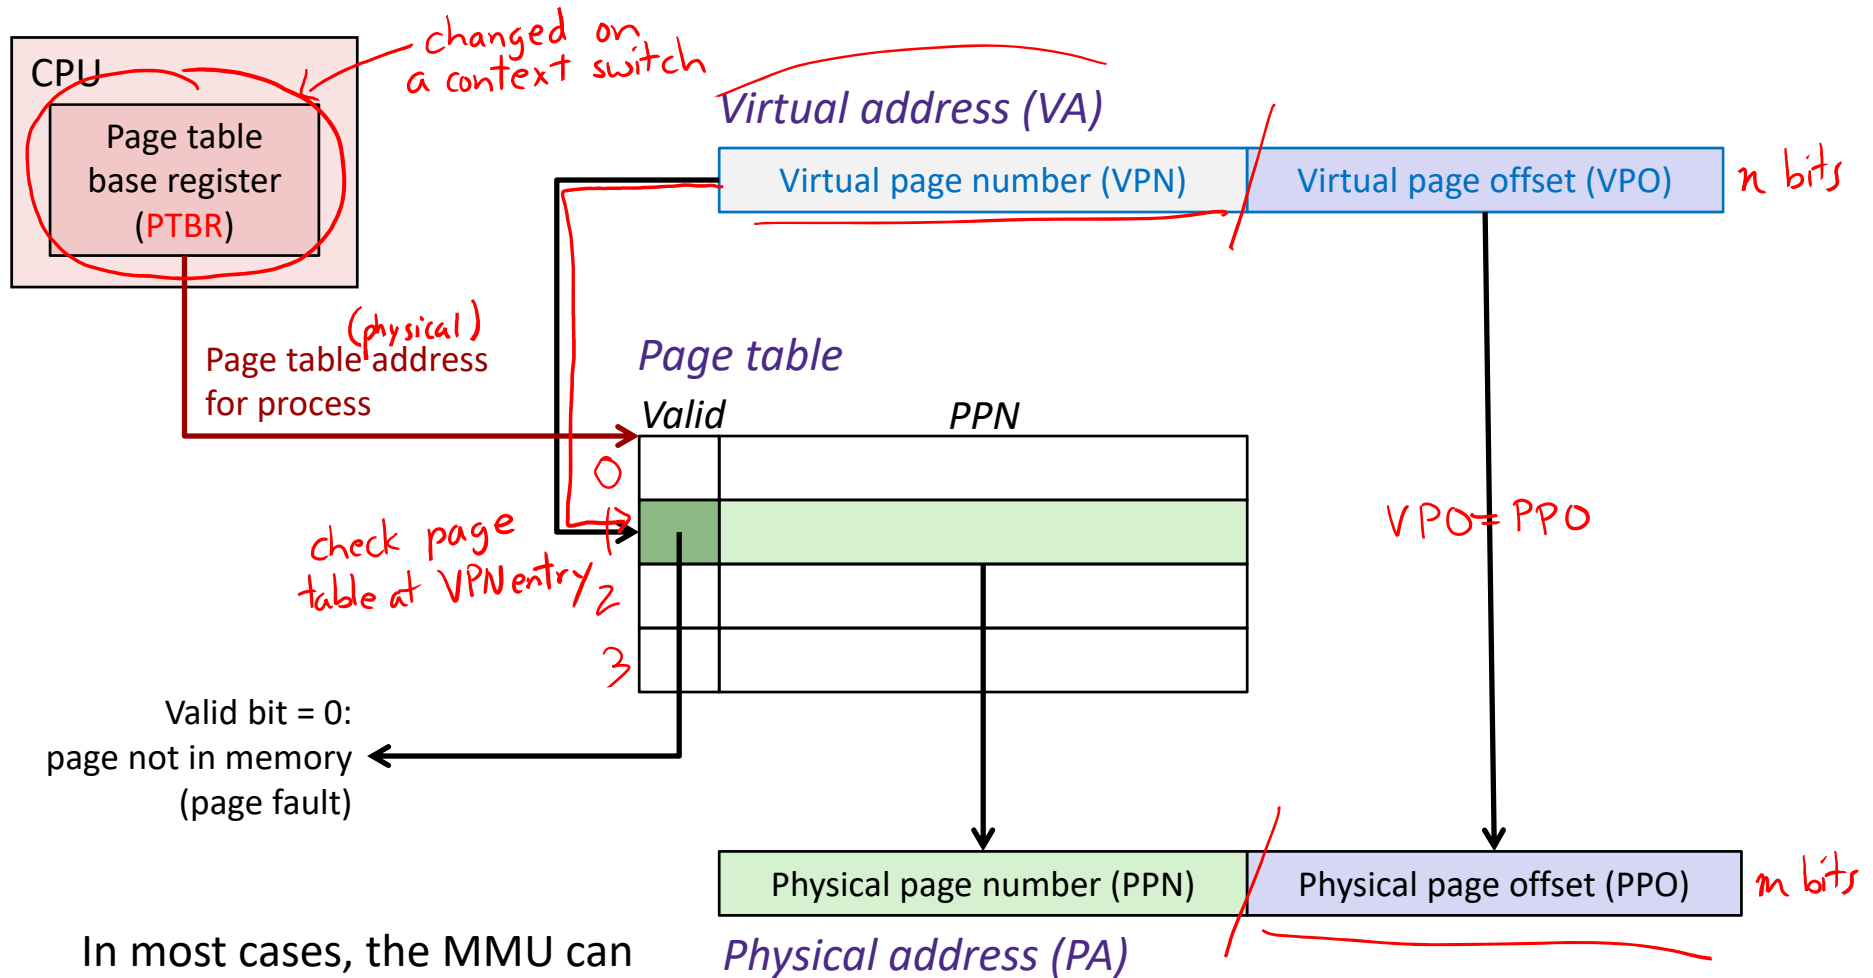 changed on
a context switch
CPU
Page table
base register
(PTBR)
Virtual address (VA)
Virtual page number (VPN)
Virtual page offset (VPO)
n bits
(physical)
Page table address
for process
Page table
Valid
PPN
0
1
2
3
check page
table at VPN entry
VPO=PPO
Valid bit = 0:
page not in memory
(page fault)
Physical page number (PPN)
Physical page offset (PPO)
m bits
In most cases, the MMU can
Physical address (PA)